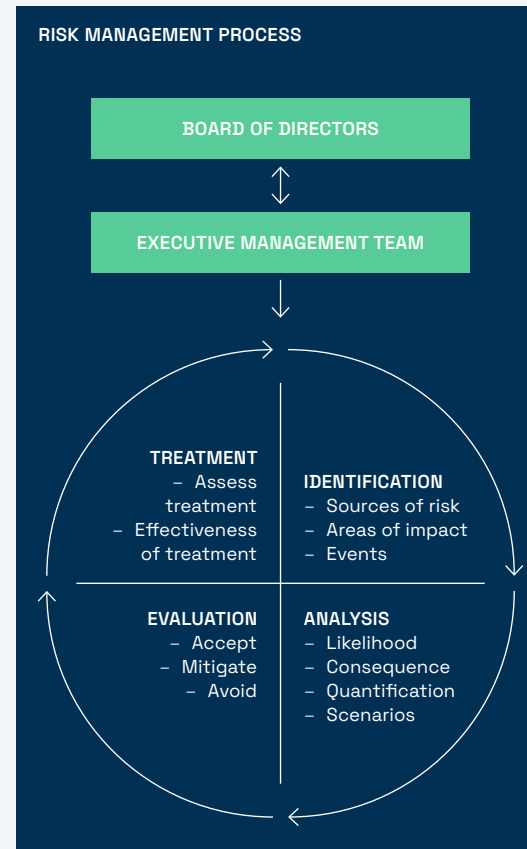 RISK MANAGEMENT PROCESS
BOARD OF DIRECTORS
EXECUTIVE MANAGEMENT TEAM
TREATMENT
– Assess
treatment
– Effectiveness
of treatment
IDENTIFICATION
– Sources of risk
– Areas of impact
– Events
EVALUATION
– Accept
– Mitigate
– Avoid
ANALYSIS
– Likelihood
– Consequence
– Quantification
– Scenarios